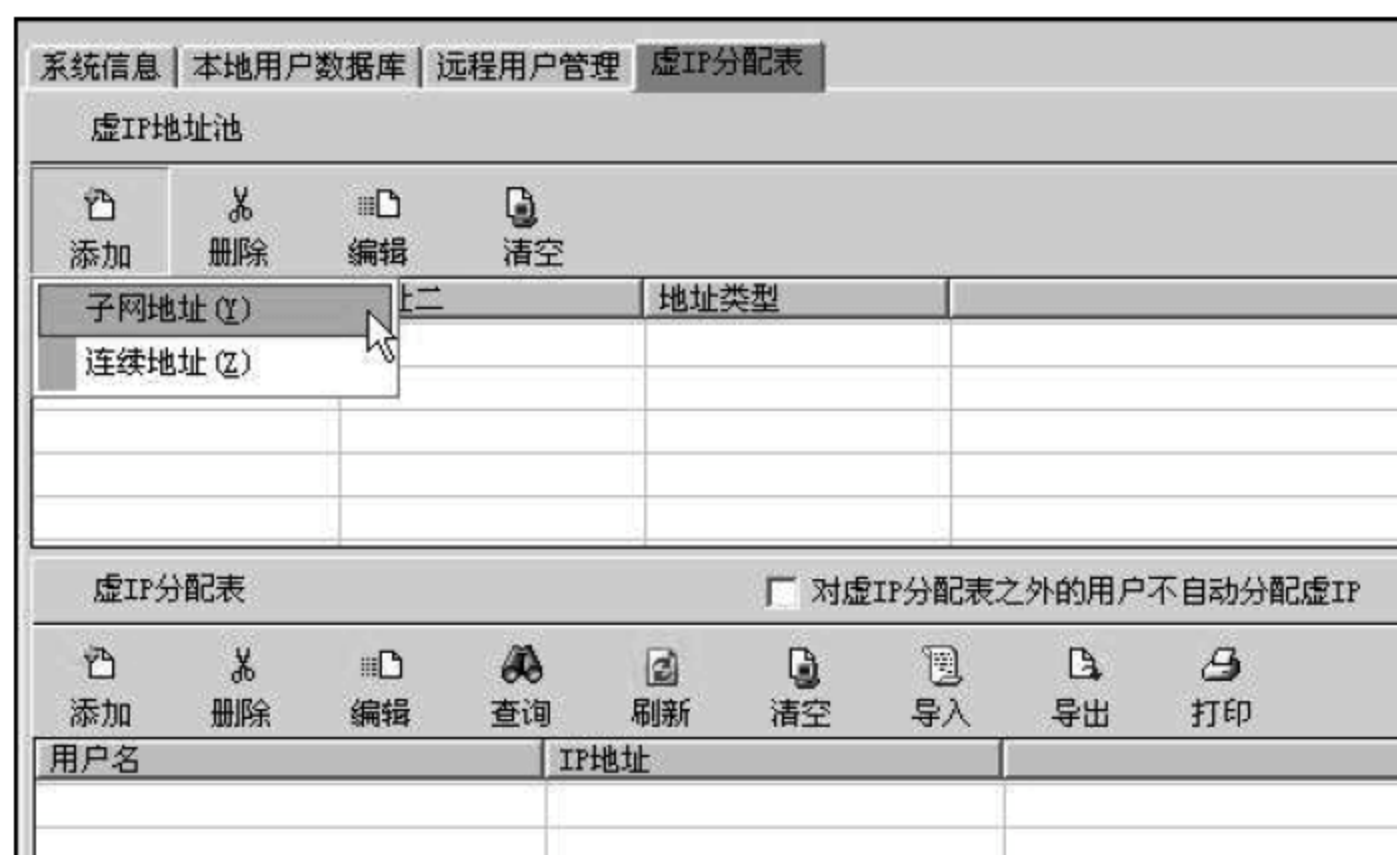 系统信息 本地用户数据库 远程用户管理 虚IP分配表
虚IP地址池
添加 删除 编辑 清空
址二 地址类型
子网地址(Y)
连续地址(Z)
虚IP分配表 对虚IP分配表之外的用户不自动分配虚IP
添加 删除 编辑 查询 刷新 清空 导入 导出 打印
用户名 IP地址